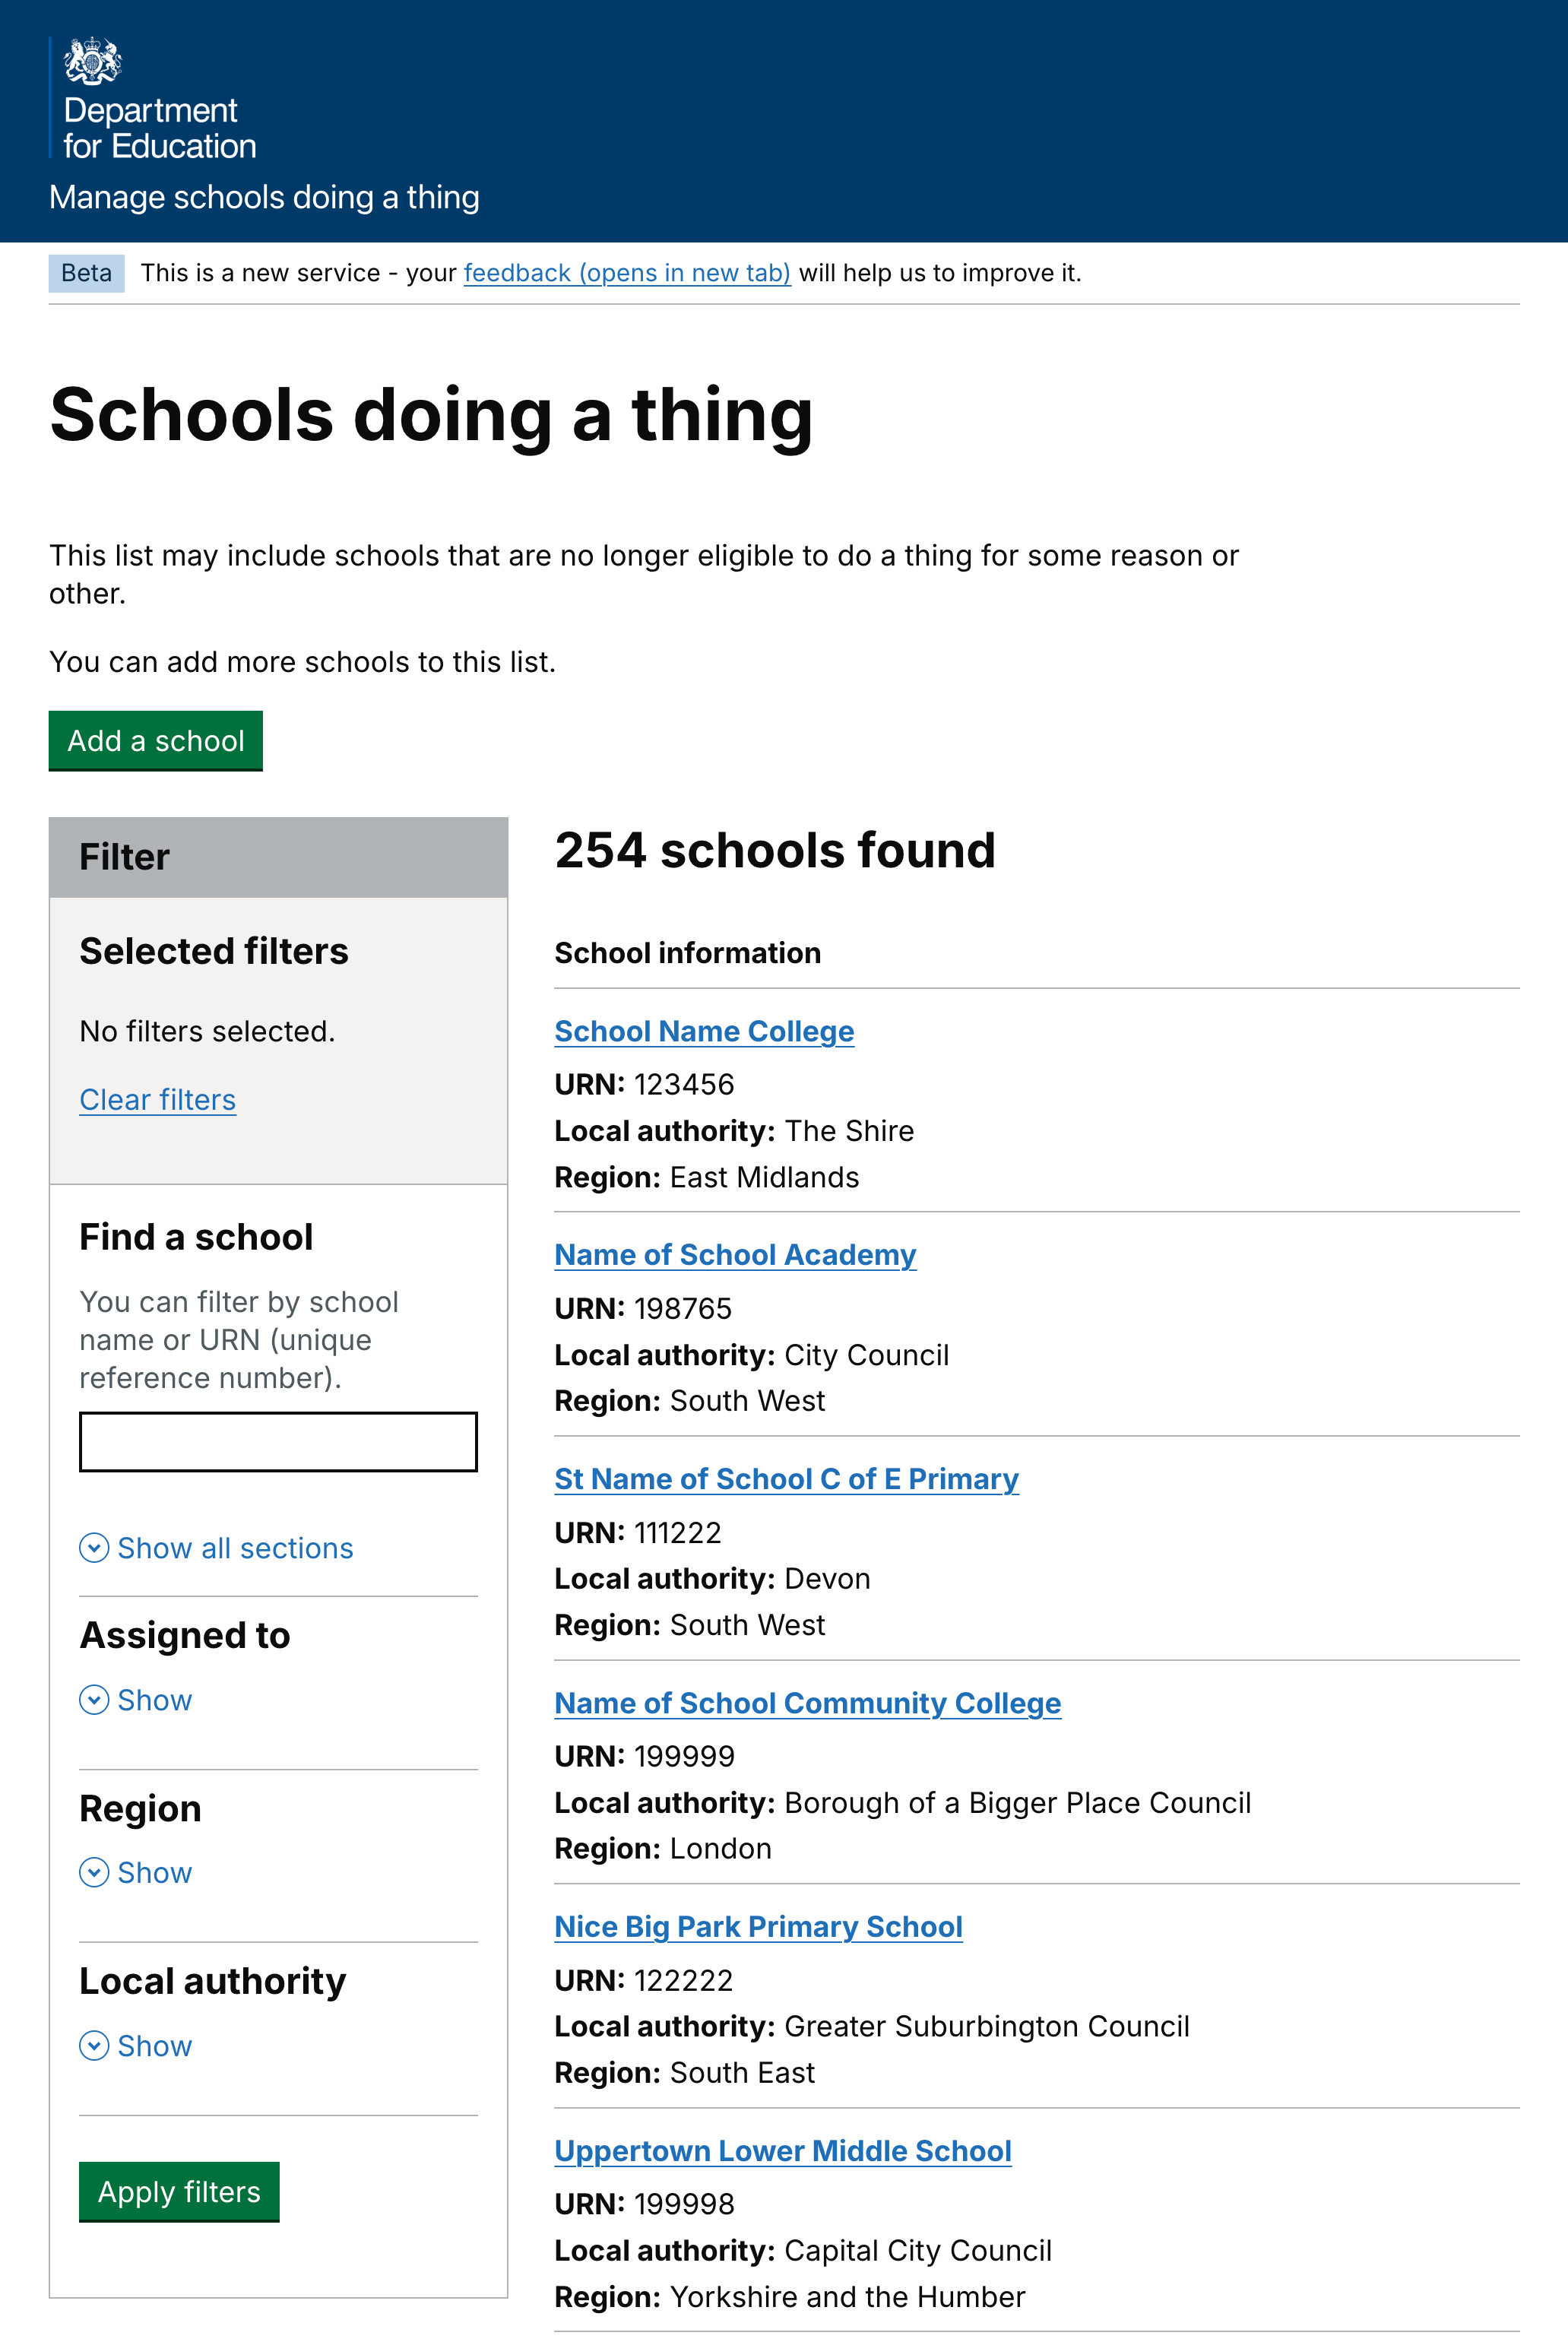 Department
for Education
Manage schools doing a thing
Beta This is a new service - your feedback (opens in new tab) will help us to improve it.
Schools doing a thing
This list may include schools that are no longer eligible to do a thing for some reason or
other.
You can add more schools to this list.
Add a school
Filter
Selected filters
No filters selected.
Clear filters
Find a school
You can filter by school
name or URN (unique
reference number).
Show all sections
Assigned to
Show
Region
Show
Local authority
Show
Apply filters
254 schools found
School information
School Name College
URN: 123456
Local authority: The Shire
Region: East Midlands
Name of School Academy
URN: 198765
Local authority: City Council
Region: South West
St Name of School C of E Primary
URN: 111222
Local authority: Devon
Region: South West
Name of School Community College
URN: 199999
Local authority: Borough of a Bigger Place Council
Region: London
Nice Big Park Primary School
URN: 122222
Local authority: Greater Suburbington Council
Region: South East
Uppertown Lower Middle School
URN: 199998
Local authority: Capital City Council
Region: Yorkshire and the Humber